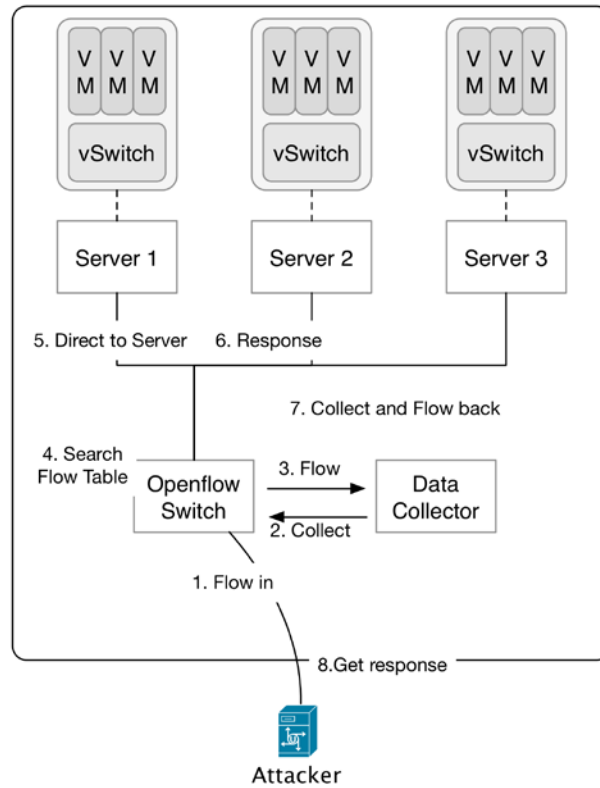 V V V
M M M
vSwitch
V V V
M M M
vSwitch
V V V
M M M
vSwitch
Server 1
Server 2
Server 3
5. Direct to Server
6. Response
7. Collect and Flow back
4. Search
Flow Table
Openflow
Switch
3. Flow
2. Collect
Data
Collector
1. Flow in
8.Get response
Attacker